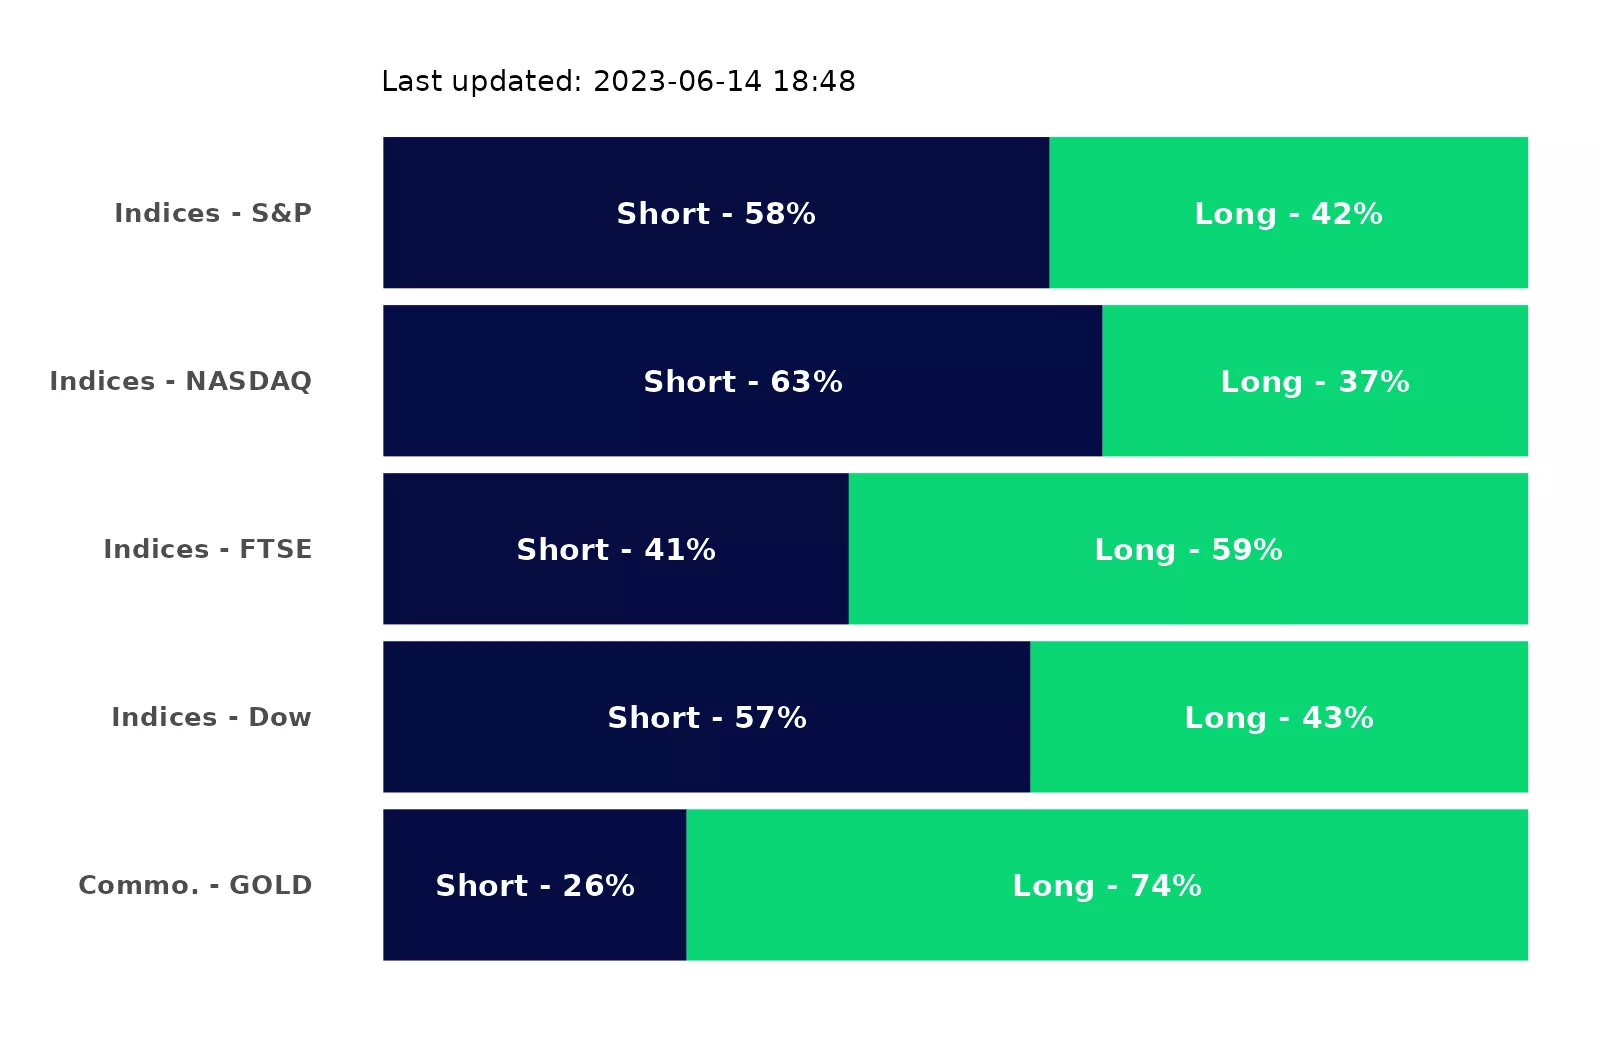 Last updated: 2023-06-14 18:48
Indices - S&P Short - 58% Long - 42%
Indices - NASDAQ Short - 63% Long - 37%
Indices - FTSE Short - 41% Long - 59%
Indices - Dow Short - 57% Long - 43%
Commo. - GOLD Short - 26% Long - 74%